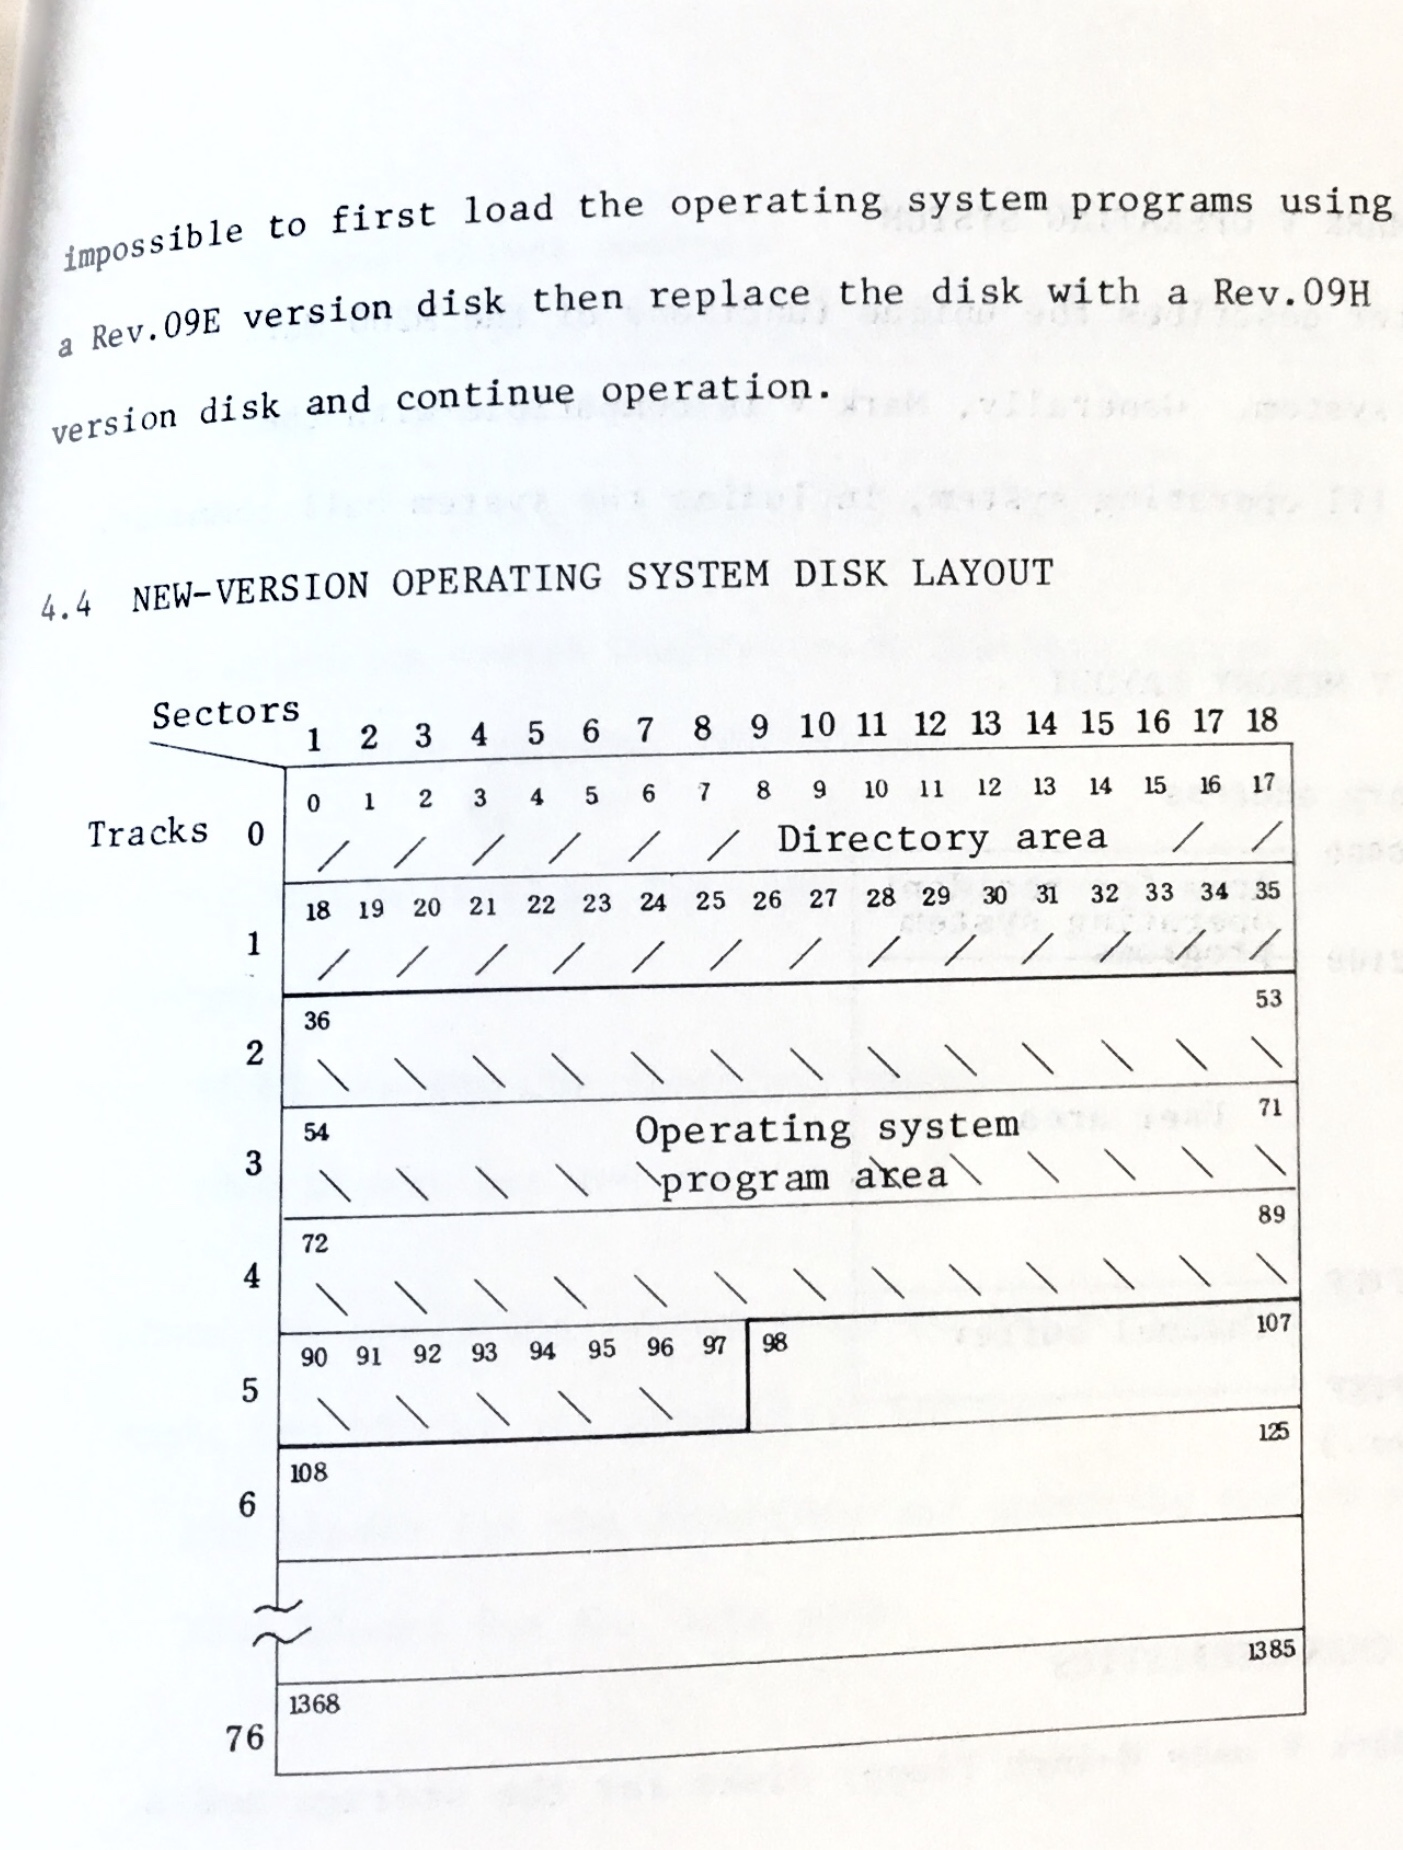 impossible to first load the operating system programs using
a Rev.09E version disk then replace the disk with a Rev.09H
version disk and continue operation.
4.4 NEW-VERSION OPERATING SYSTEM DISK LAYOUT
Sectors 1 2 3 4 5 6 7 8 9 10 11 12 13 14 15 16 17 18
0 1 2 3 4 5 6 7 8 9 10 11 12 13 14 15 16 17
Tracks 0 Directory area
18 19 20 21 22 23 24 25 26 27 28 29 30 31 32 33 34 35
1
36 53
2
54 Operating system 71
3 program area
72 89
4
90 91 92 93 94 95 96 97 98 107
5
108 125
6
1368 1385
76